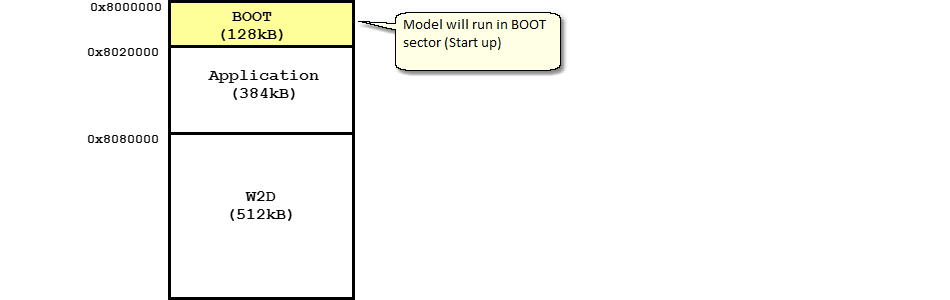 0x8000000
BOOT
(128kB)
Model will run in BOOT
sector (Start up)
0x8020000
Application
(384kB)
0x8080000
W2D
(512kB)